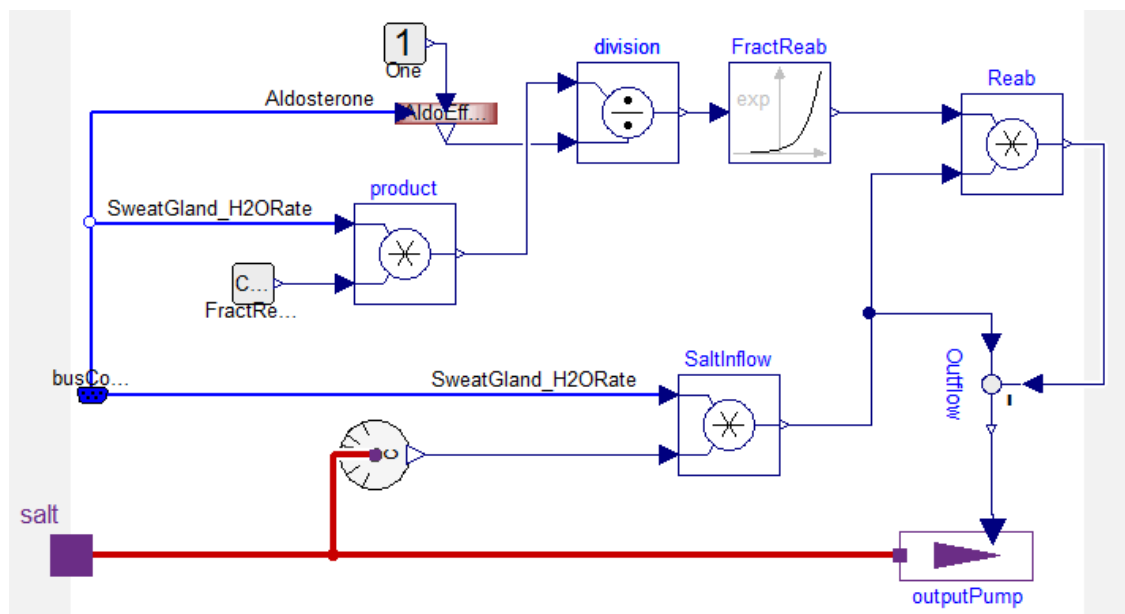 1
One
division
FractReab
exp
Reab
Aldosterone
AldoEff...
product
SweatGland_H2ORate
C...
FractRe...
SaltInflow
busCo...
SweatGland_H2ORate
Outflow
C
salt
outputPump